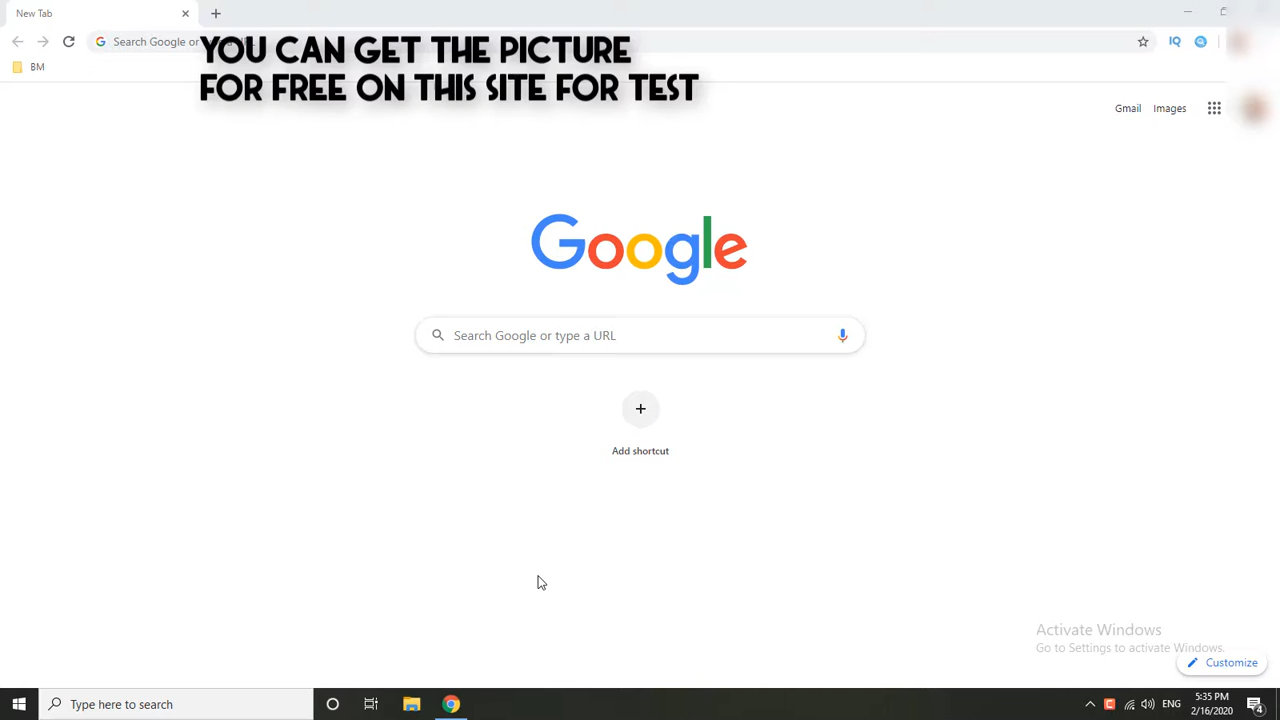 New Tab
Search Google or
YOU CAN GET THE PICTURE
FOR FREE ON THIS SITE FOR TEST
BM
Gmail Images
Google
Search Google or type a URL
Add shortcut
Activate Windows
Go to Settings to activate Windows.
Customize
Type here to search
ENG
5:35 PM
2/16/2020
4